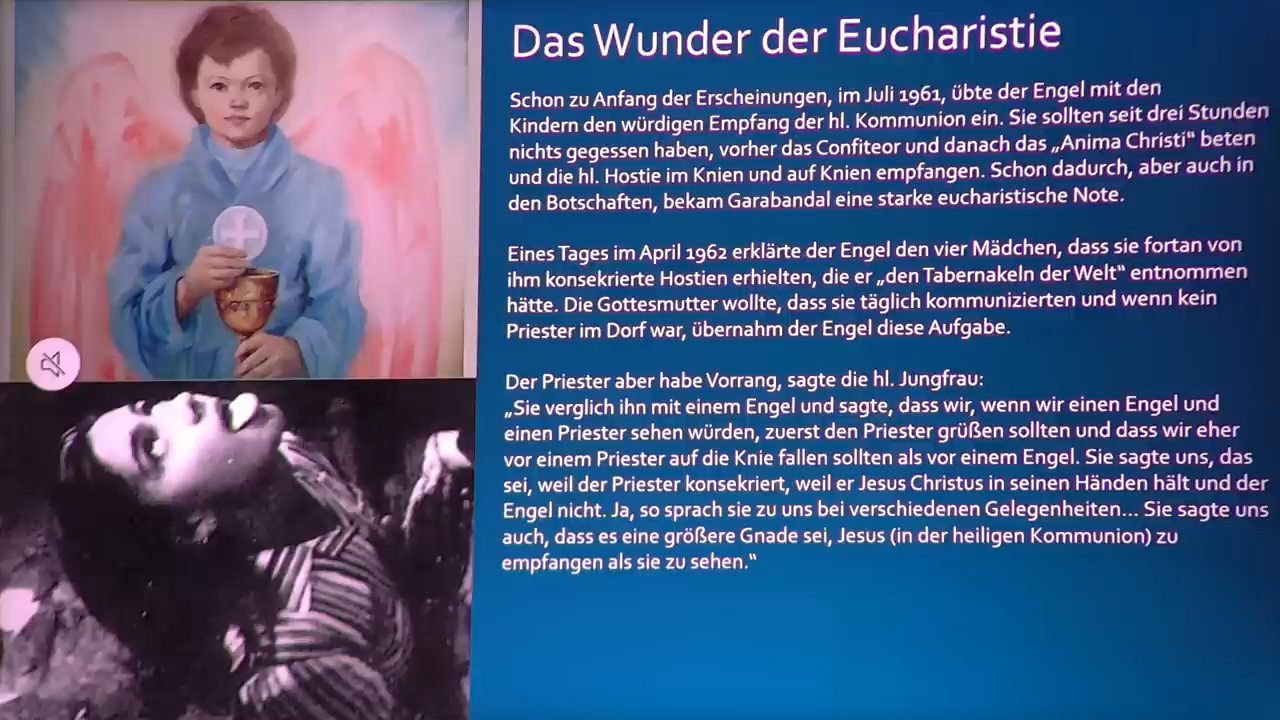 Das Wunder der Eucharistie
Schon zu Anfang der Erscheinungen, im Juli 1961, übte der Engel mit den
Kindern den würdigen Empfang der hl. Kommunion ein. Sie sollten seit drei Stunden
nichts gegessen haben, vorher das Confiteor und danach das „Anima Christi“ beten
und die hl. Hostie im Knien und auf Knien empfangen. Schon dadurch, aber auch in
den Botschaften, bekam Garabandal eine starke eucharistische Note.
Eines Tages im April 1962 erklärte der Engel den vier Mädchen, dass sie fortan von
ihm konsekrierte Hostien erhielten, die er „den Tabernakeln der Welt“ entnommen
hätte. Die Gottesmutter wollte, dass sie täglich kommunizierten und wenn kein
Priester im Dorf war, übernahm der Engel diese Aufgabe.
Der Priester aber habe Vorrang, sagte die hl. Jungfrau:
„Sie verglich ihn mit einem Engel und sagte, dass wir, wenn wir einen Engel und
einen Priester sehen würden, zuerst den Priester grüßen sollten und dass wir eher
vor einem Priester auf die Knie fallen sollten als vor einem Engel. Sie sagte uns, das
sei, weil der Priester konsekriert, weil er Jesus Christus in seinen Händen hält und der
Engel nicht. Ja, so sprach sie zu uns bei verschiedenen Gelegenheiten... Sie sagte uns
auch, dass es eine größere Gnade sei, Jesus (in der heiligen Kommunion) zu
empfangen als sie zu sehen.“